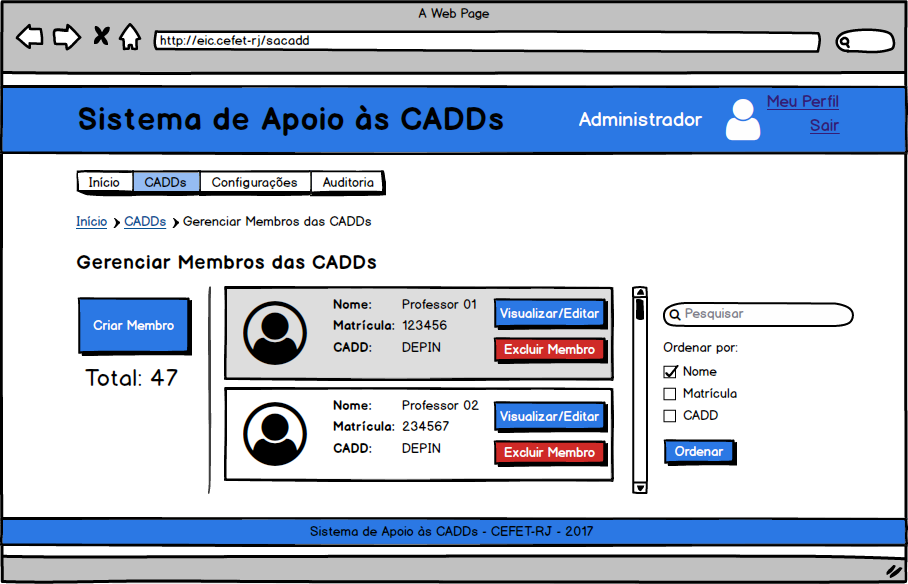 A Web Page
http://eic.cefet-rj/sacadd
Sistema de Apoio às CADDs
Administrador
Meu Perfil
Sair
Início CADDs Configurações Auditoria
Início CADDs Gerenciar Membros das CADDs
Gerenciar Membros das CADDs
Criar Membro
Total: 47
Nome: Professor 01
Matrícula: 123456
CADD: DEPIN
Visualizar/Editar
Excluir Membro
Nome: Professor 02
Matrícula: 234567
CADD: DEPIN
Visualizar/Editar
Excluir Membro
Pesquisar
Ordenar por:
Nome
Matrícula
CADD
Ordenar
Sistema de Apoio às CADDs - CEFET-RJ - 2017